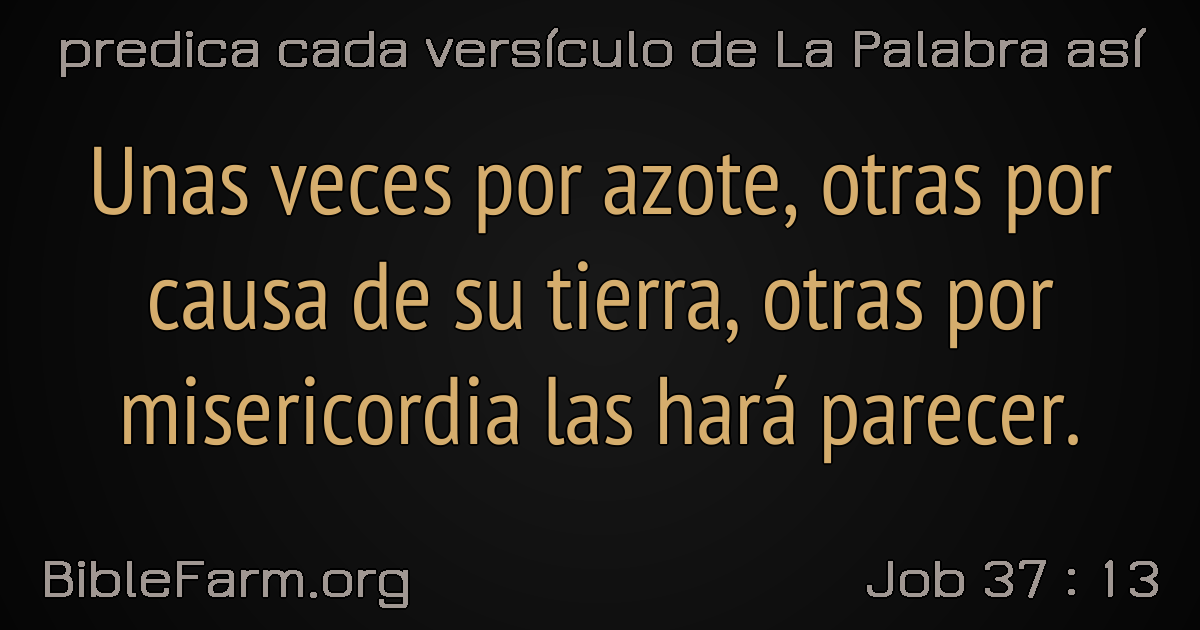 predica cada versículo de La Palabra así
Unas veces por azote, otras por
causa de su tierra, otras por
misericordia las hará parecer.
BibleFarm.org
Job 37 : 13